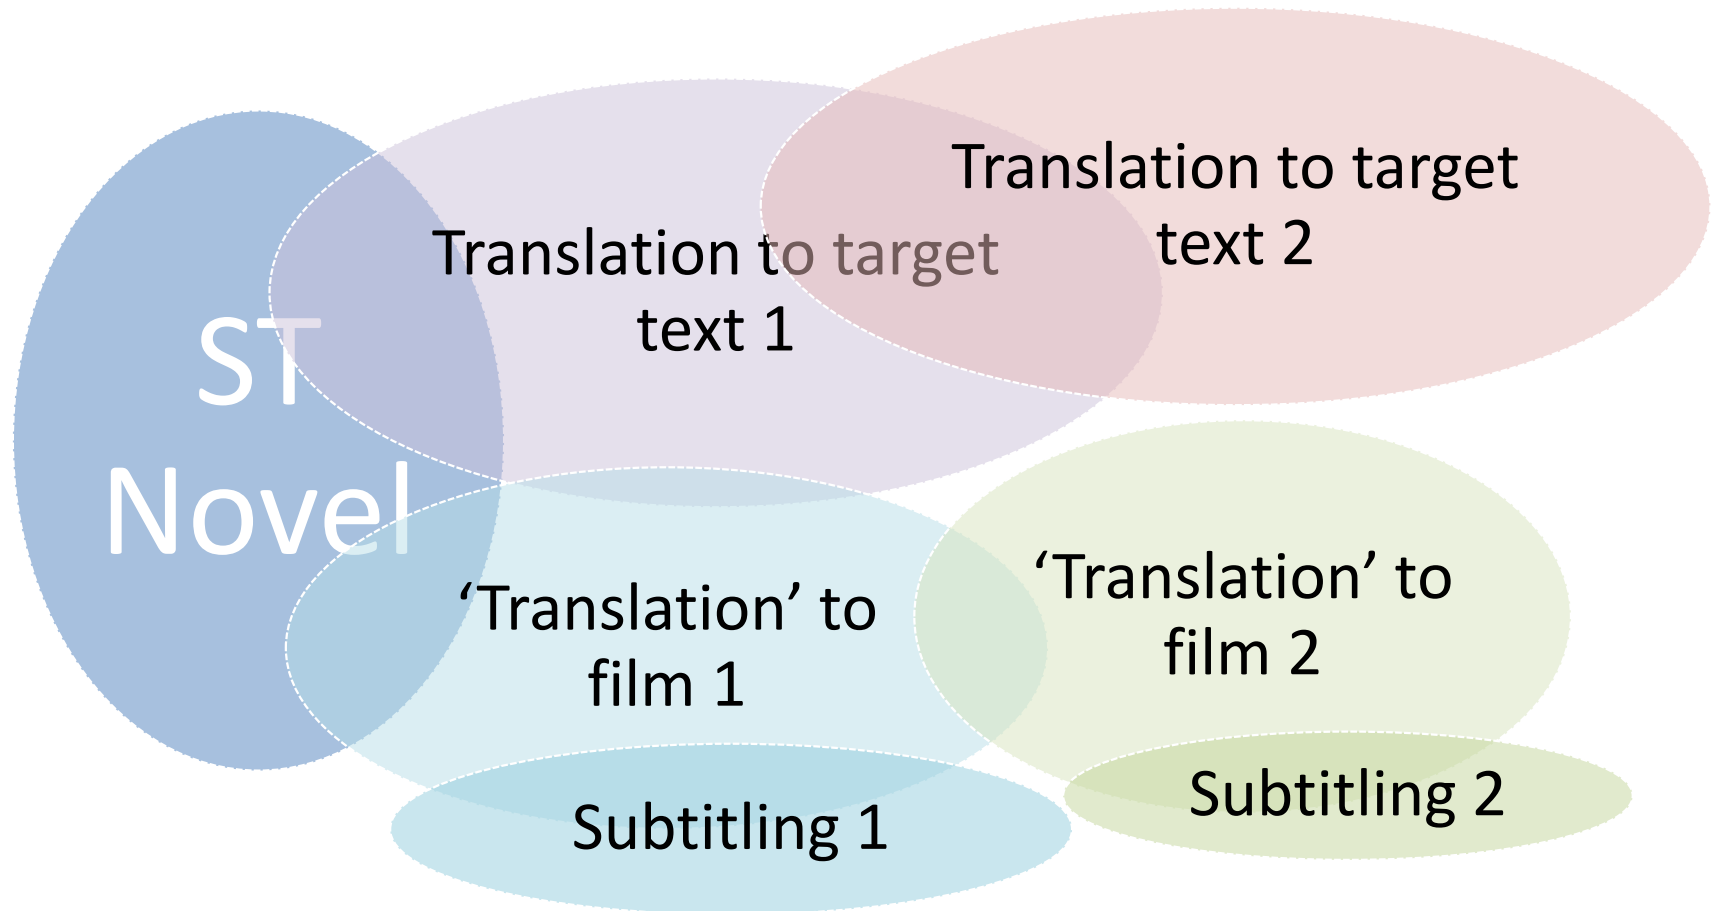 ST
Novel
Translation to target
text 1
Translation to target
text 2
‘Translation’ to
film 1
‘Translation’ to
film 2
Subtitling 1
Subtitling 2